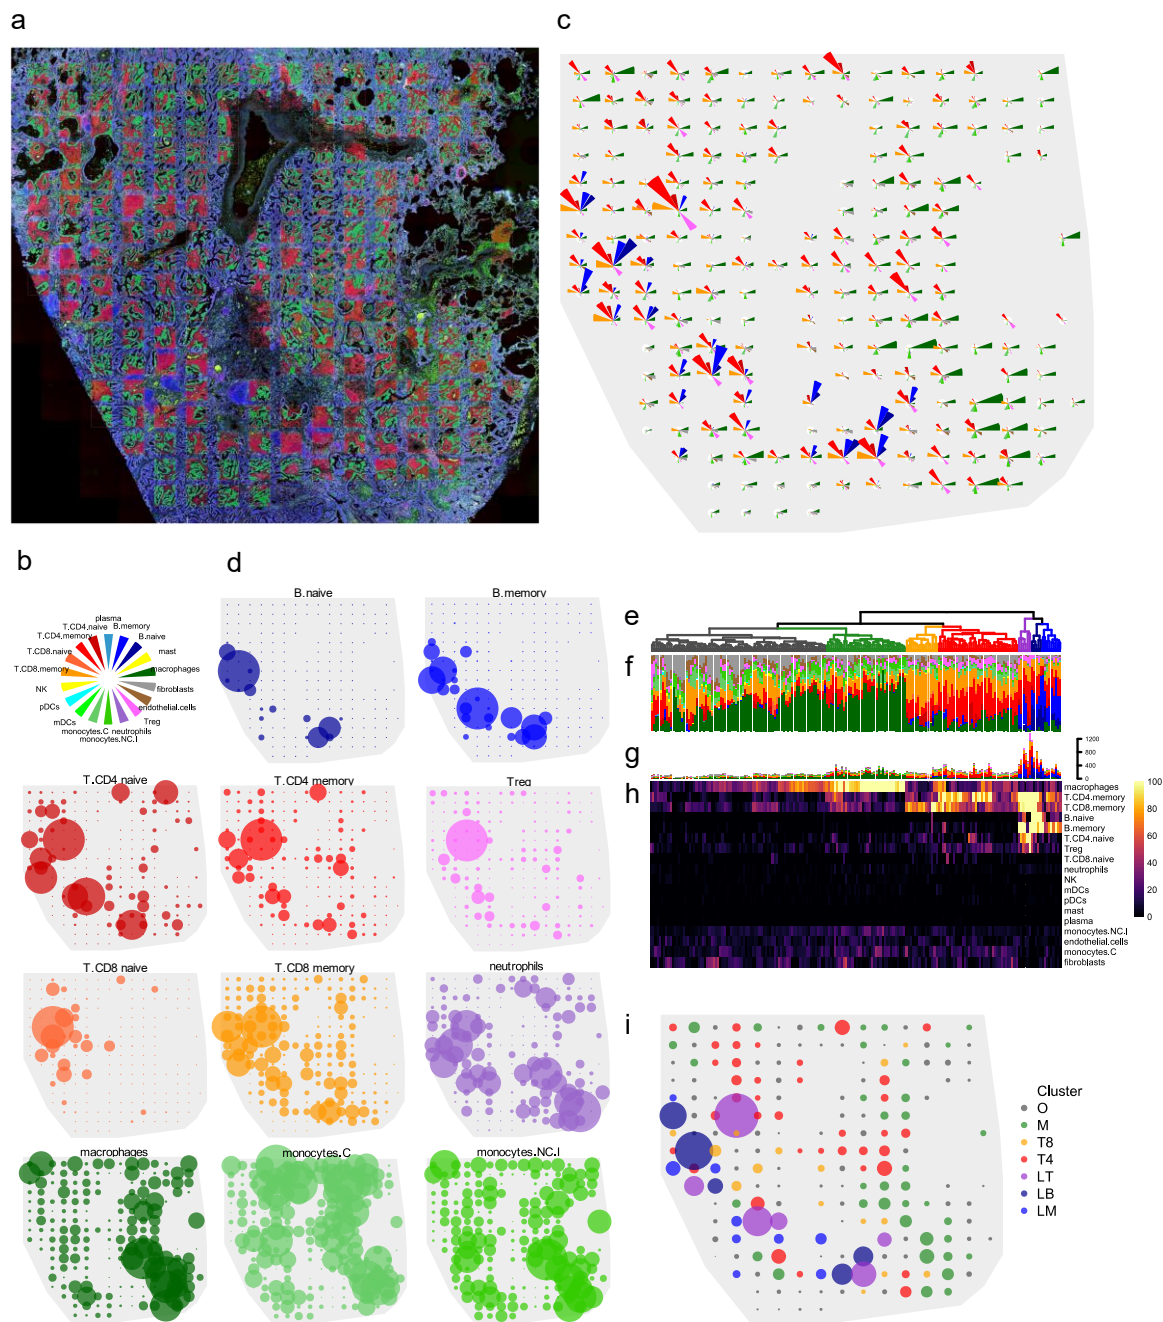 a
c
b
plasma
T.CD4.naive
B.memory
T.CD4.memory
B.naive
T.CD8.naive
mast
T.CD8.memory
macrophages
NK
fibroblasts
pDCs
endothelial.cells
mDCs
Treg
monocytes.C
neutrophils
monocytes.NC.I
d
B.naive
B.memory
T.CD4 naive
T.CD4 memory
Treg
T.CD8 naive
T.CD8 memory
neutrophils
macrophages
monocytes.C
monocytes.NC.I
e
f
g
1200
800
400
0
h
macrophages
T.CD4.memory
T.CD8.memory
B.naive
B.memory
T.CD4.naive
Treg
T.CD8.naive
neutrophils
NK
mDCs
pDCs
mast
plasma
monocytes.NC.I
endothelial.cells
monocytes.C
fibroblasts
100
80
60
40
20
0
i
Cluster
O
M
T8
T4
LT
LB
LM